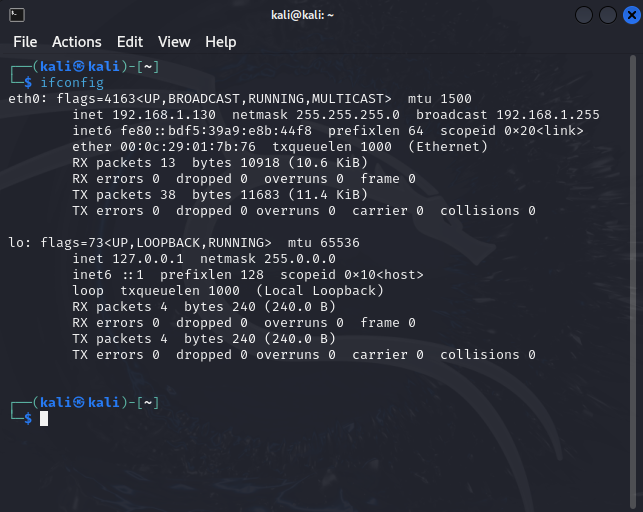 kali@kali: ~
File Actions Edit View Help
┌──(kali㉿kali)-[~]
└─$ ifconfig
eth0: flags=4163<UP,BROADCAST,RUNNING,MULTICAST>  mtu 1500
        inet 192.168.1.130  netmask 255.255.255.0  broadcast 192.168.1.255
        inet6 fe80::bdf5:39a9:e8b:44f8  prefixlen 64  scopeid 0×20<link>
        ether 00:0c:29:01:7b:76  txqueuelen 1000  (Ethernet)
        RX packets 13  bytes 10918 (10.6 KiB)
        RX errors 0  dropped 0  overruns 0  frame 0
        TX packets 38  bytes 11683 (11.4 KiB)
        TX errors 0  dropped 0 overruns 0  carrier 0  collisions 0

lo: flags=73<UP,LOOPBACK,RUNNING>  mtu 65536
        inet 127.0.0.1  netmask 255.0.0.0
        inet6 ::1  prefixlen 128  scopeid 0×10<host>
        loop  txqueuelen 1000  (Local Loopback)
        RX packets 4  bytes 240 (240.0 B)
        RX errors 0  dropped 0  overruns 0  frame 0
        TX packets 4  bytes 240 (240.0 B)
        TX errors 0  dropped 0 overruns 0  carrier 0  collisions 0

┌──(kali㉿kali)-[~]
└─$